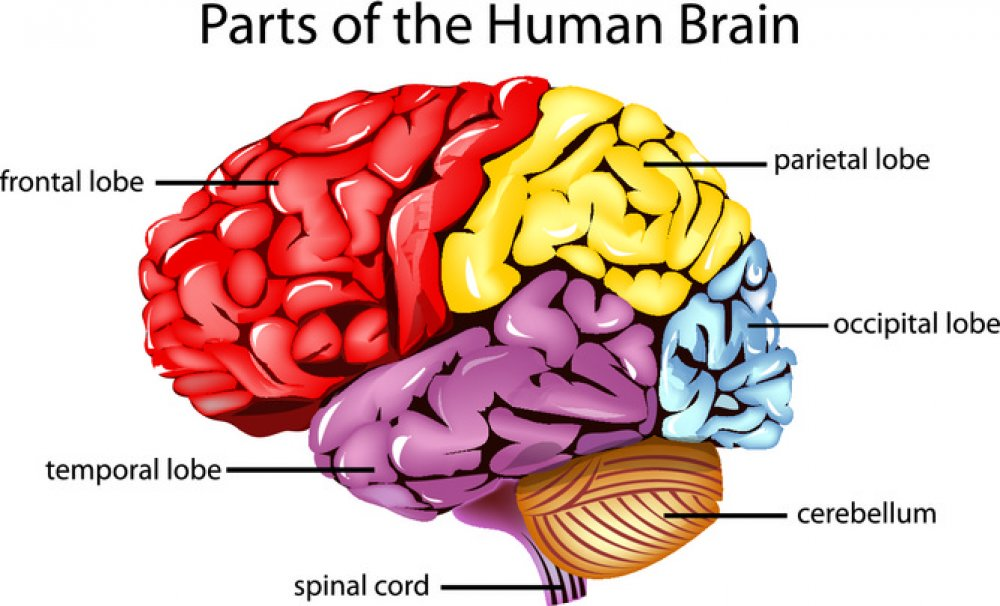 Parts of the Human Brain
frontal lobe
parietal lobe
occipital lobe
temporal lobe
cerebellum
spinal cord